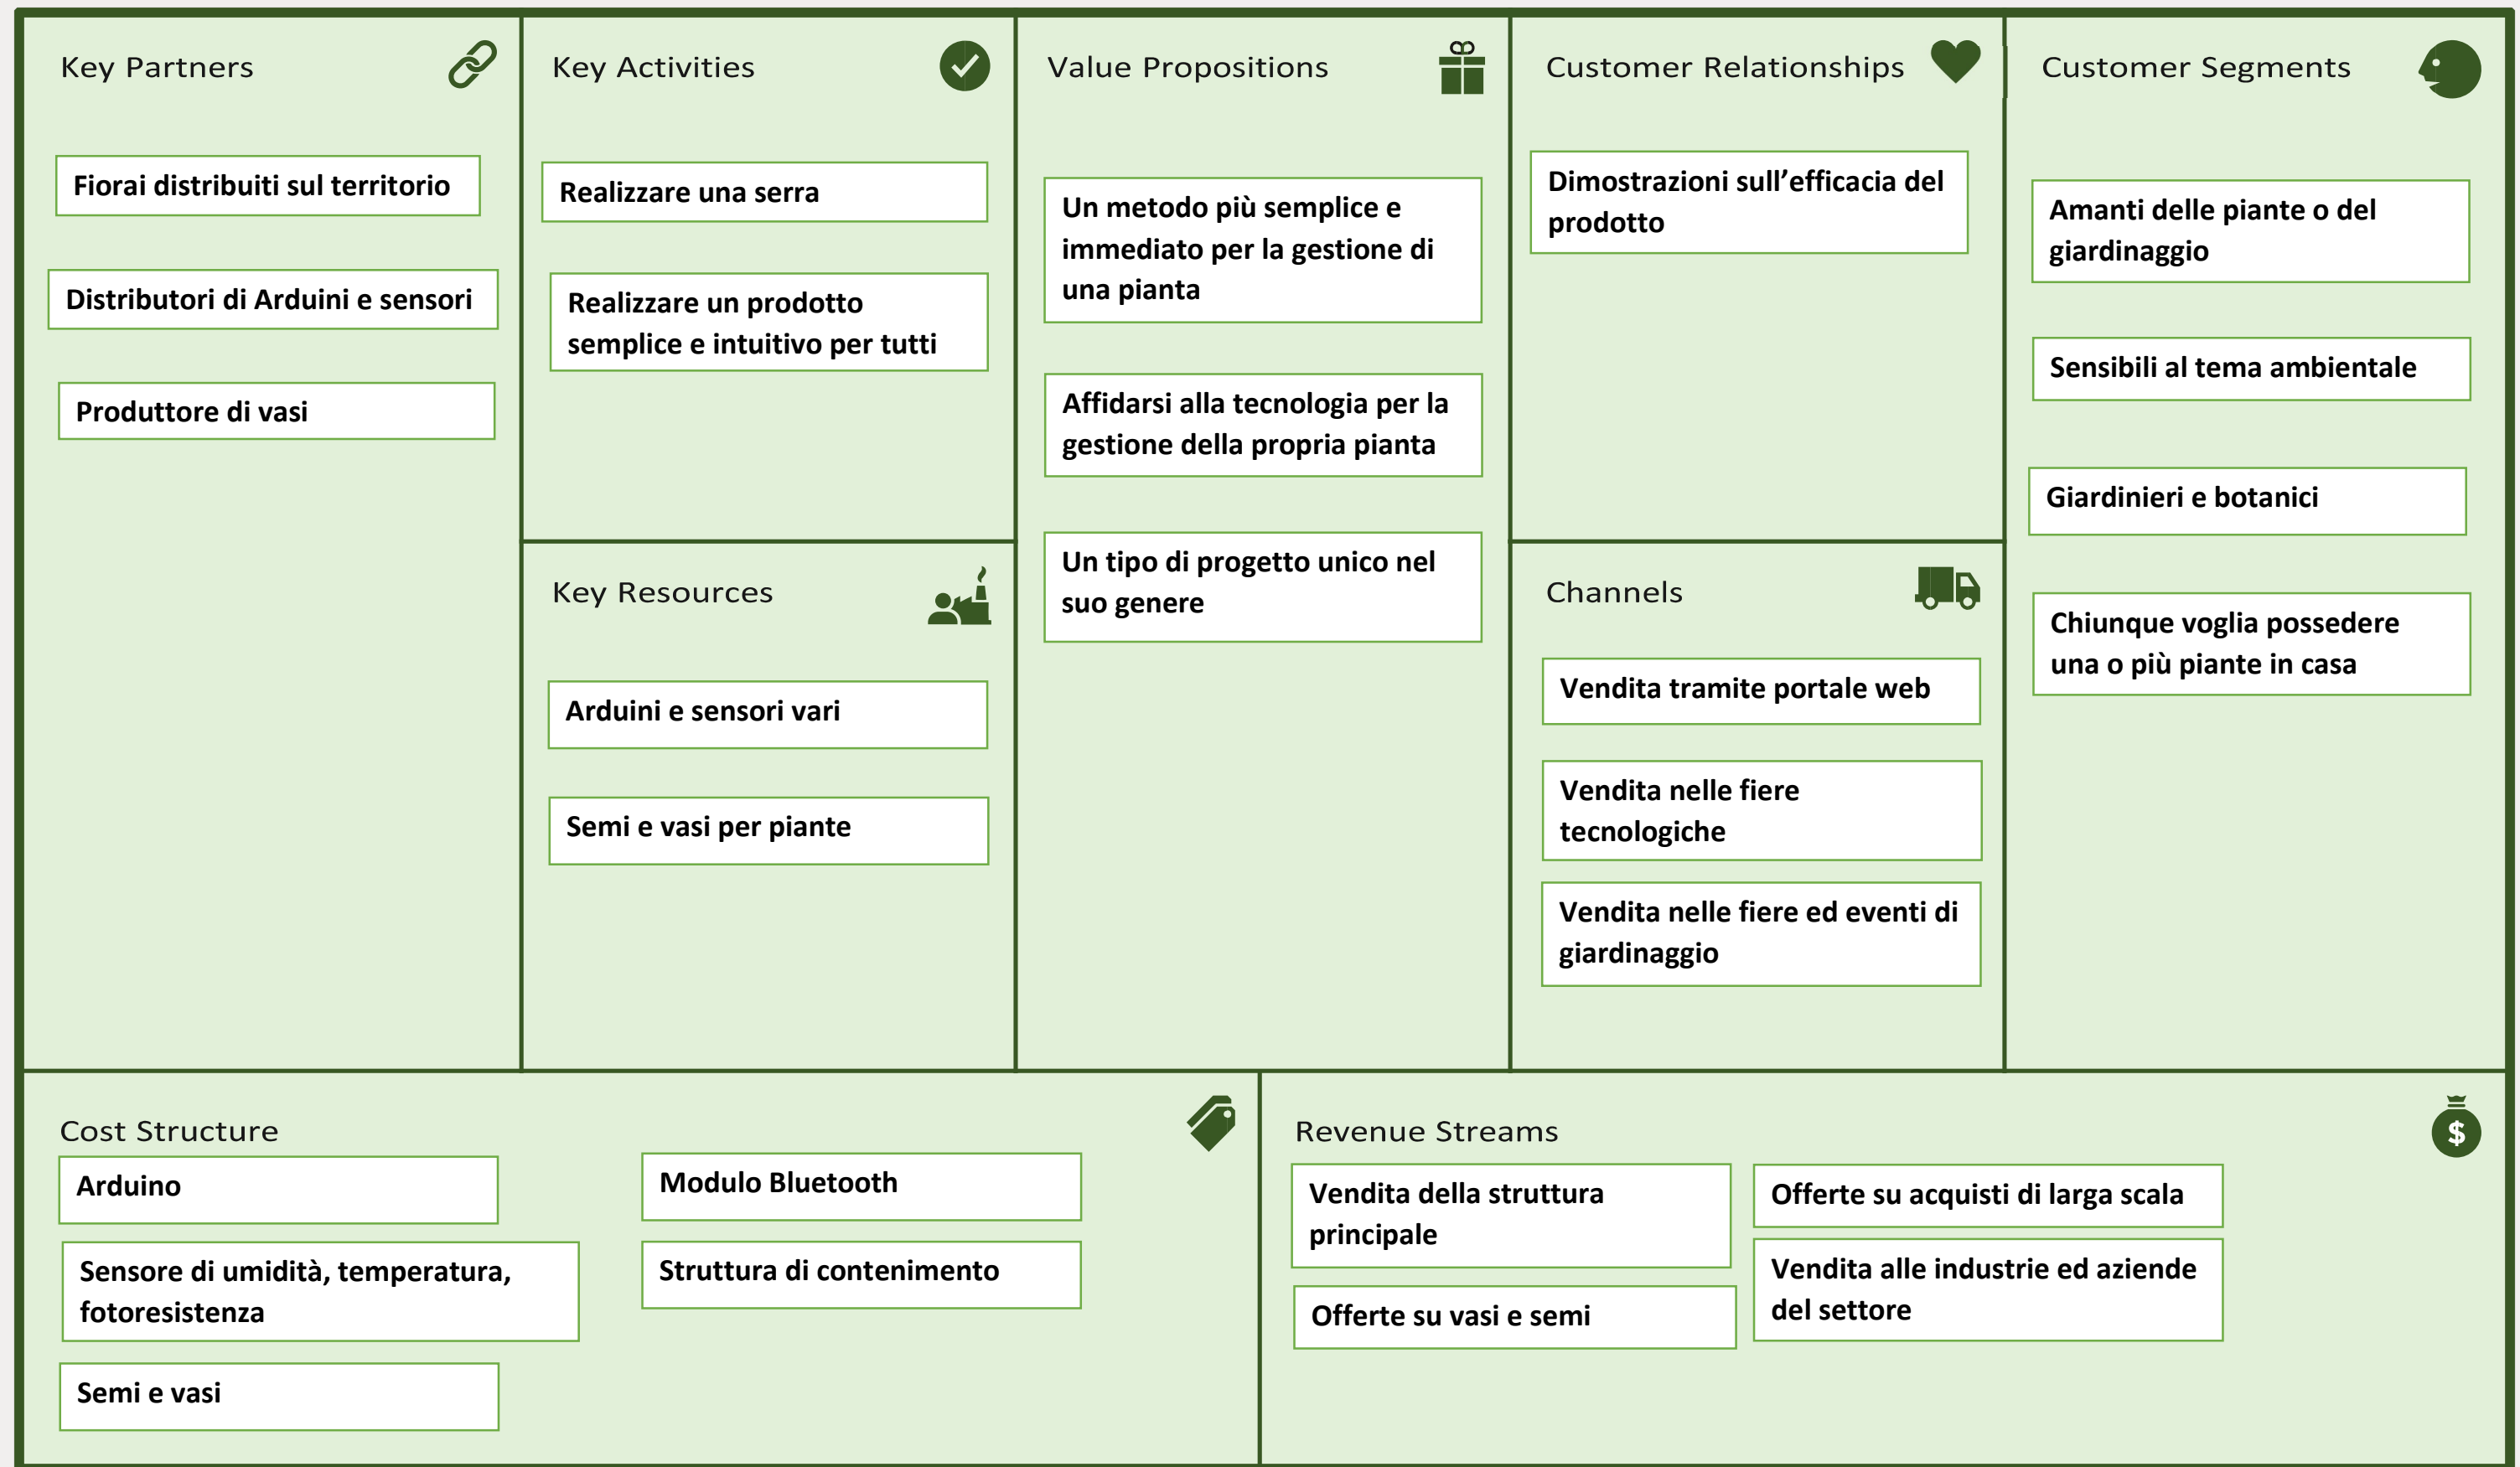 Key Partners
Fiorai distribuiti sul territorio
Distributori di Arduini e sensori
Produttore di vasi
Key Activities
Realizzare una serra
Realizzare un prodotto
semplice e intuitivo per tutti
Key Resources
Arduini e sensori vari
Semi e vasi per piante
Value Propositions
Un metodo più semplice e
immediato per la gestione di
una pianta
Affidarsi alla tecnologia per la
gestione della propria pianta
Un tipo di progetto unico nel
suo genere
Customer Relationships
Dimostrazioni sull’efficacia del
prodotto
Channels
Vendita tramite portale web
Vendita nelle fiere
tecnologiche
Vendita nelle fiere ed eventi di
giardinaggio
Customer Segments
Amanti delle piante o del
giardinaggio
Sensibili al tema ambientale
Giardinieri e botanici
Chiunque voglia possedere
una o più piante in casa
Cost Structure
Arduino
Sensore di umidità, temperatura,
fotoresistenza
Semi e vasi
Modulo Bluetooth
Struttura di contenimento
Revenue Streams
$
Vendita della struttura
principale
Offerte su vasi e semi
Offerte su acquisti di larga scala
Vendita alle industrie ed aziende
del settore